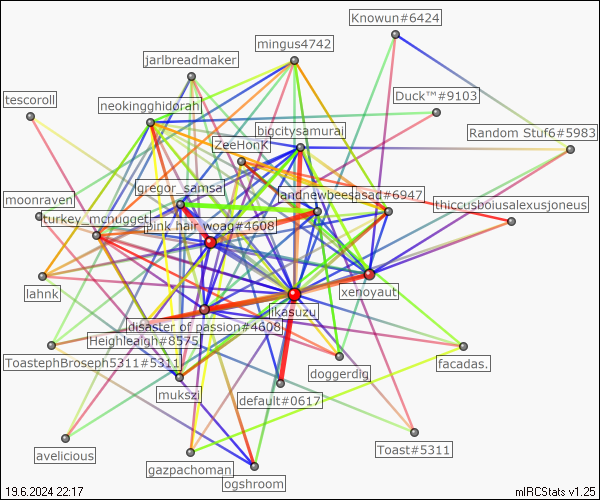 Knowun#6424
mingus4742
jarlbreadmaker
Duck™#9103
tescoroll
neokingghidorah
bigcitysamurai
Random Stuf6#5983
ZeeHonK
gregor_samsa
andnewbeesasad#6947
moonraven
thiccusboiusalexusjoneus
turkey_mcnugget
pink hair woag#4608
lahnk
xenoyaut
likasuzu
disaster of passion#4608
Heighleaigh#8575
ToastephBroseph5311#5311
facadas.
doggerdig
mukszi
default#0617
Toast#5311
avelicious
gazpachoman
ogshroom
19.6.2024 22:17
mIRCStats v1.25